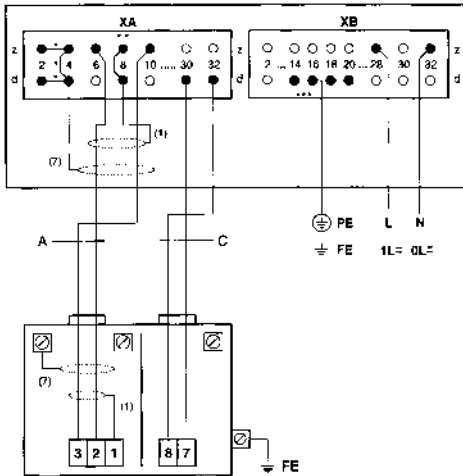 XA XB
z z z z
2 4 6 8 10 ..... 30 32 2 ... 14 16 18 20 ... 28 30 32
d d d d
(1)
(7)
PE L N
A C FE 1L= 0L=
(7)
(1)
3 2 1 8 7
FE